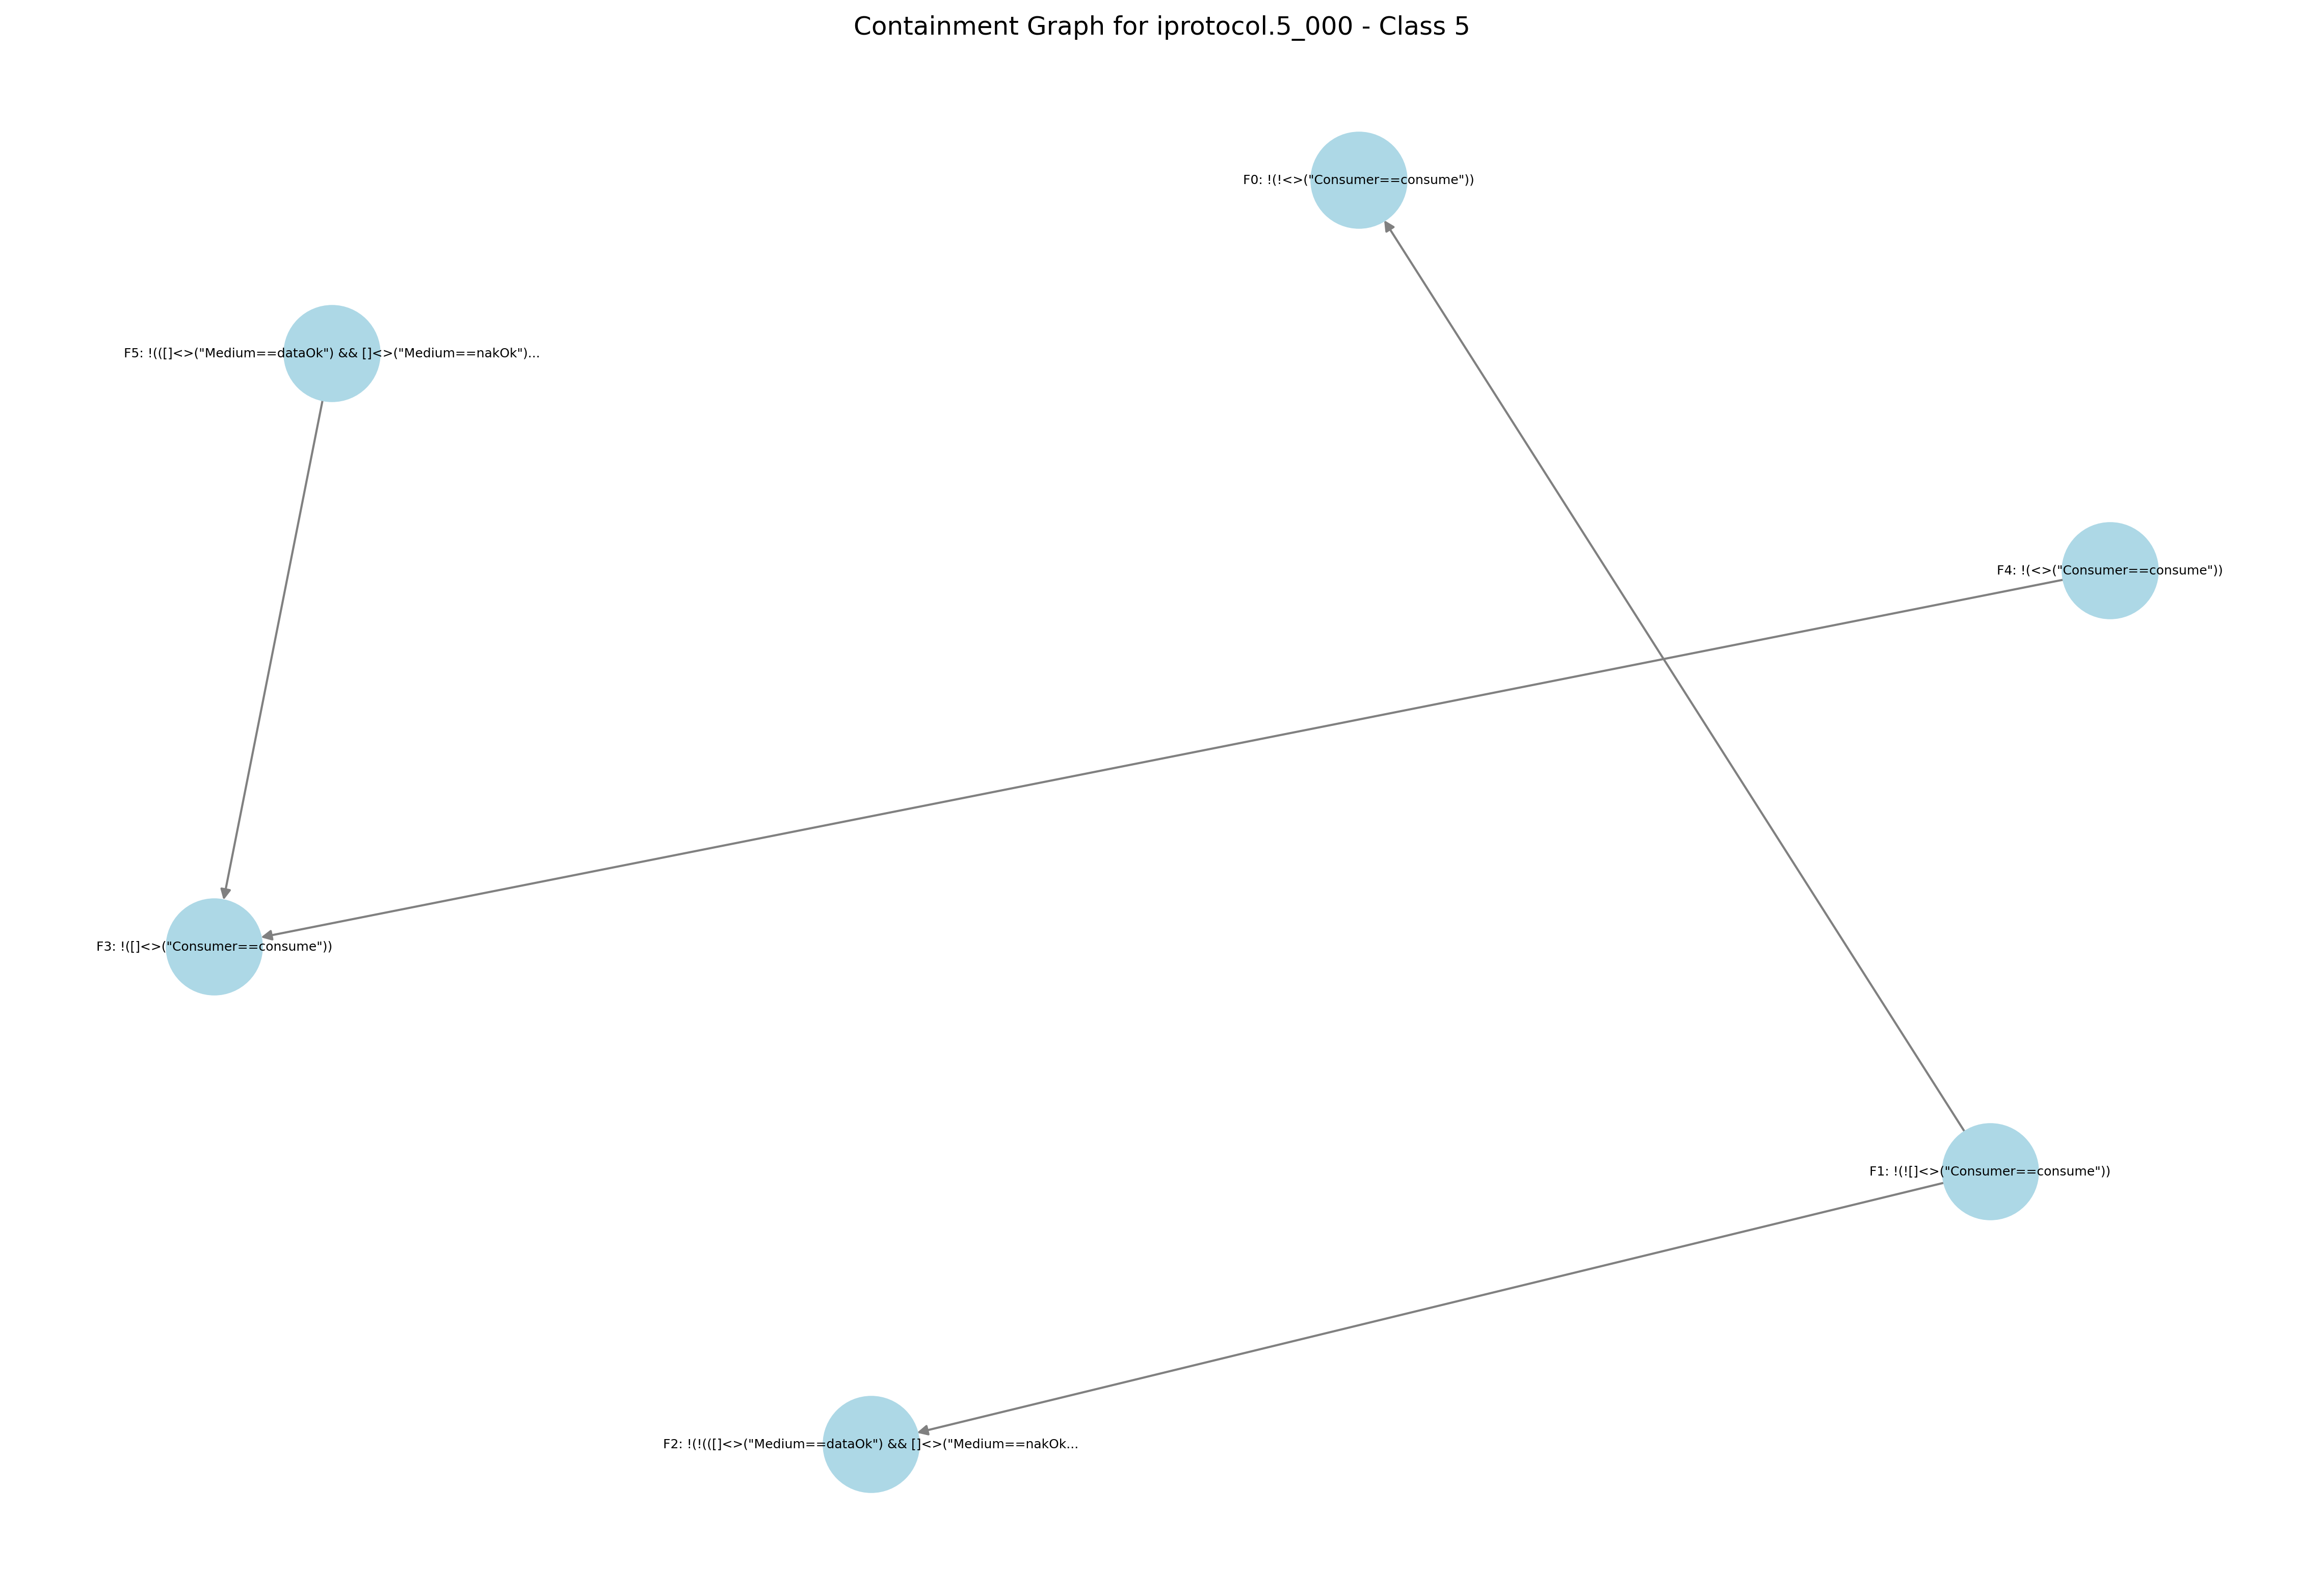 Containment Graph for iprotocol.5_000 - Class 5
F0: !(!<>("Consumer==consume"))
F5: !(([]<>("Medium==dataOk") && []<>("Medium==nakOk")...
F4: !(<>("Consumer==consume"))
F3: !([]<>("Consumer==consume"))
F1: !(![]<>("Consumer==consume"))
F2: !(!(([]<>("Medium==dataOk") && []<>("Medium==nakOk...